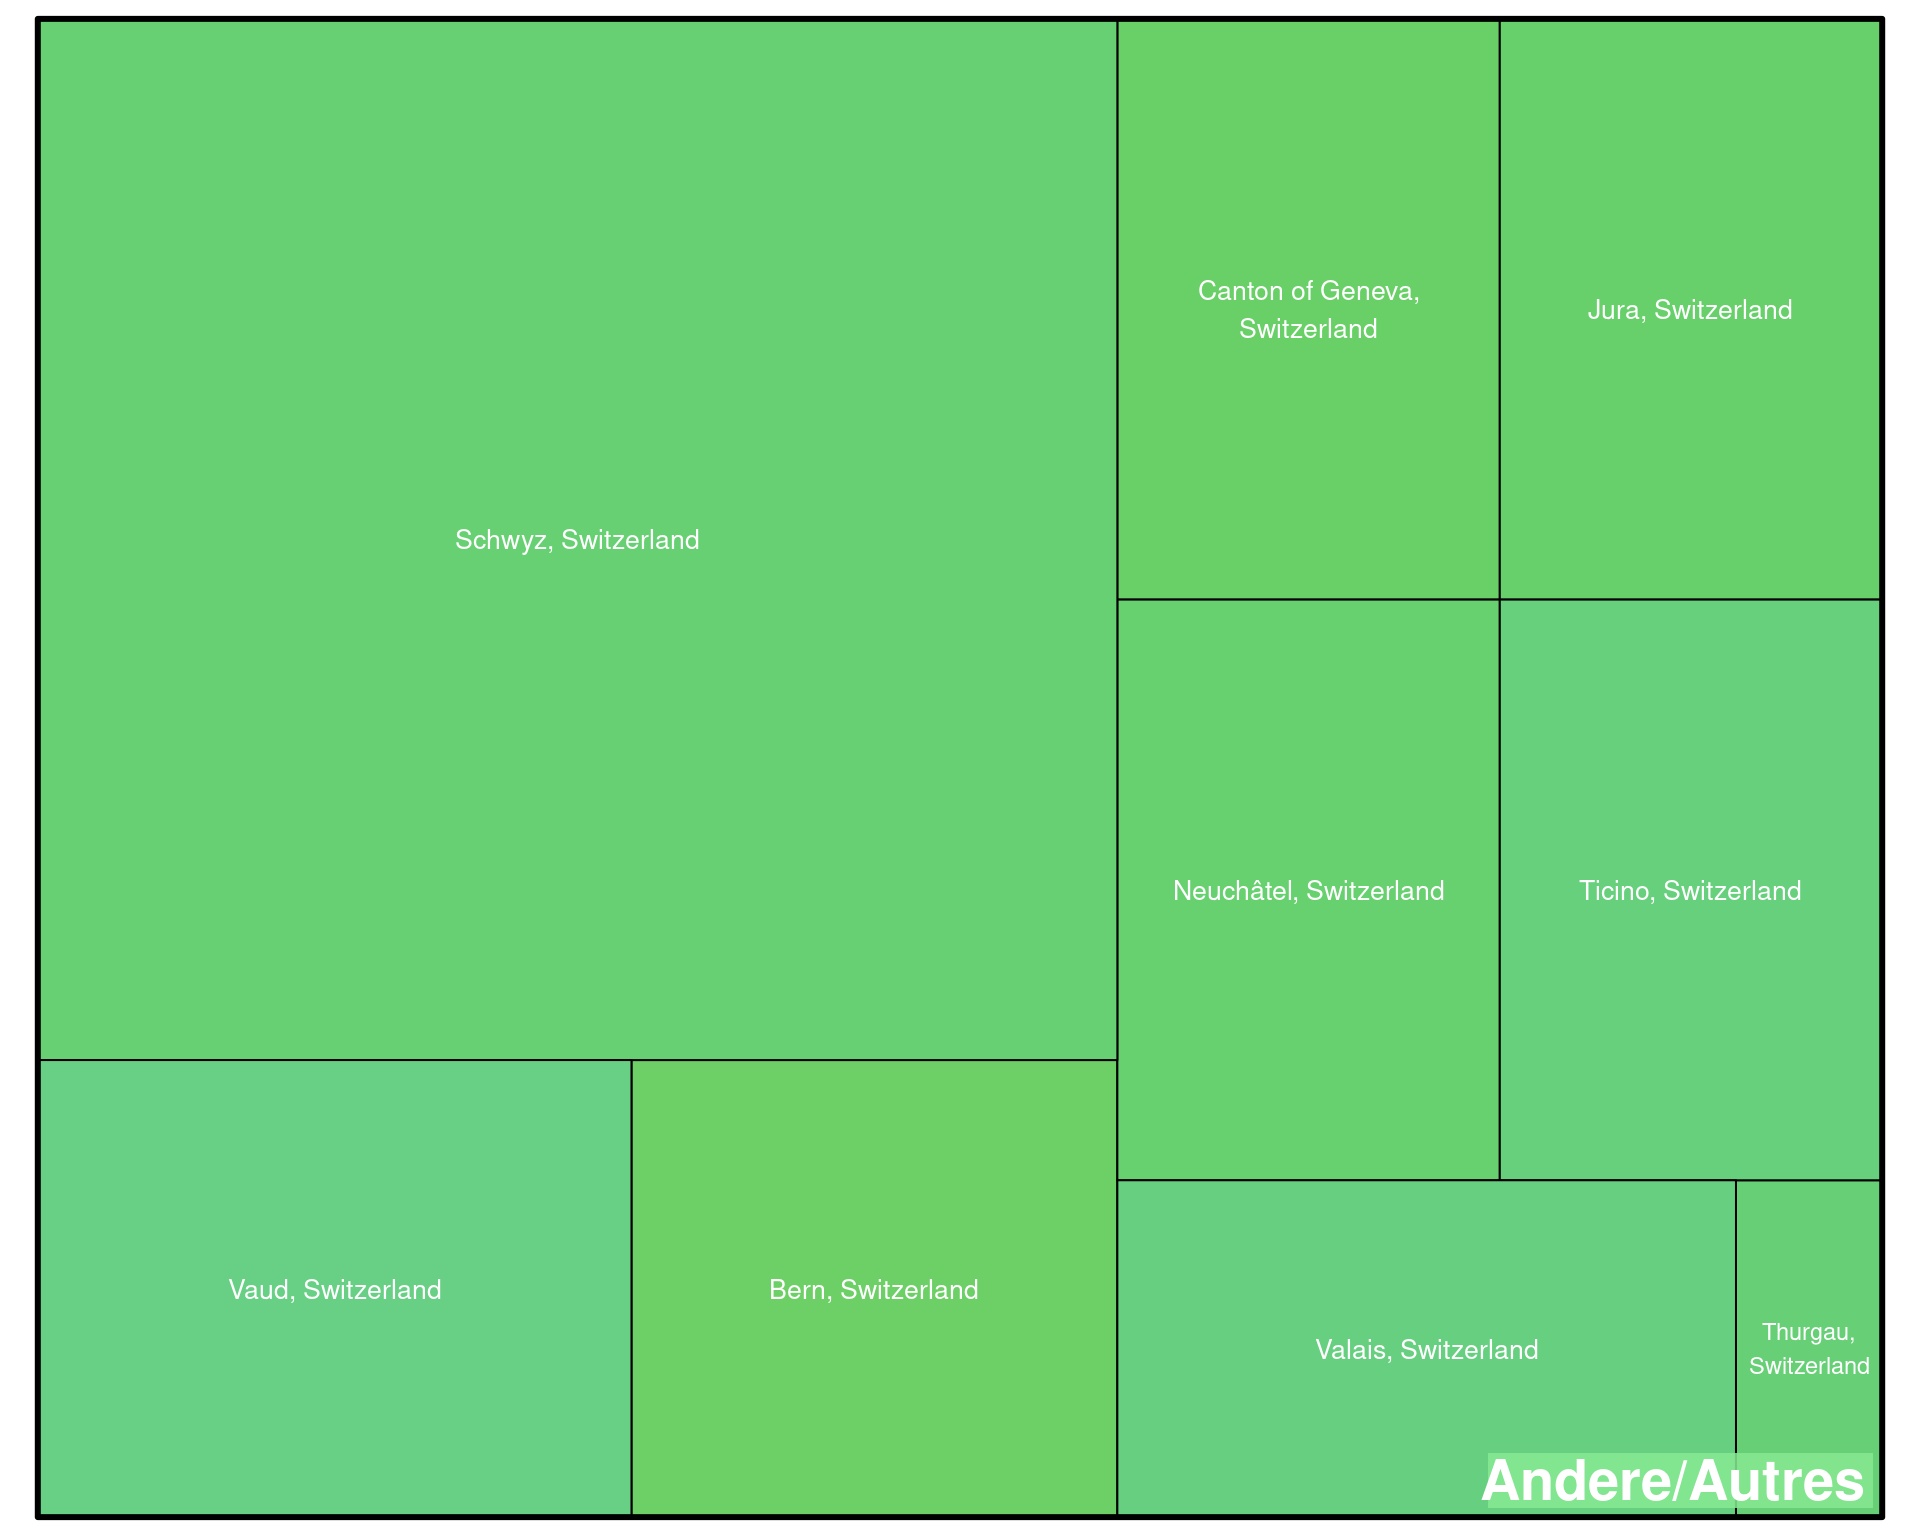 Canton of Geneva,
Switzerland
Jura, Switzerland
Schwyz, Switzerland
Neuchâtel, Switzerland
Ticino, Switzerland
Vaud, Switzerland
Bern, Switzerland
Valais, Switzerland
Thurgau,
Switzerland
Andere/Autres